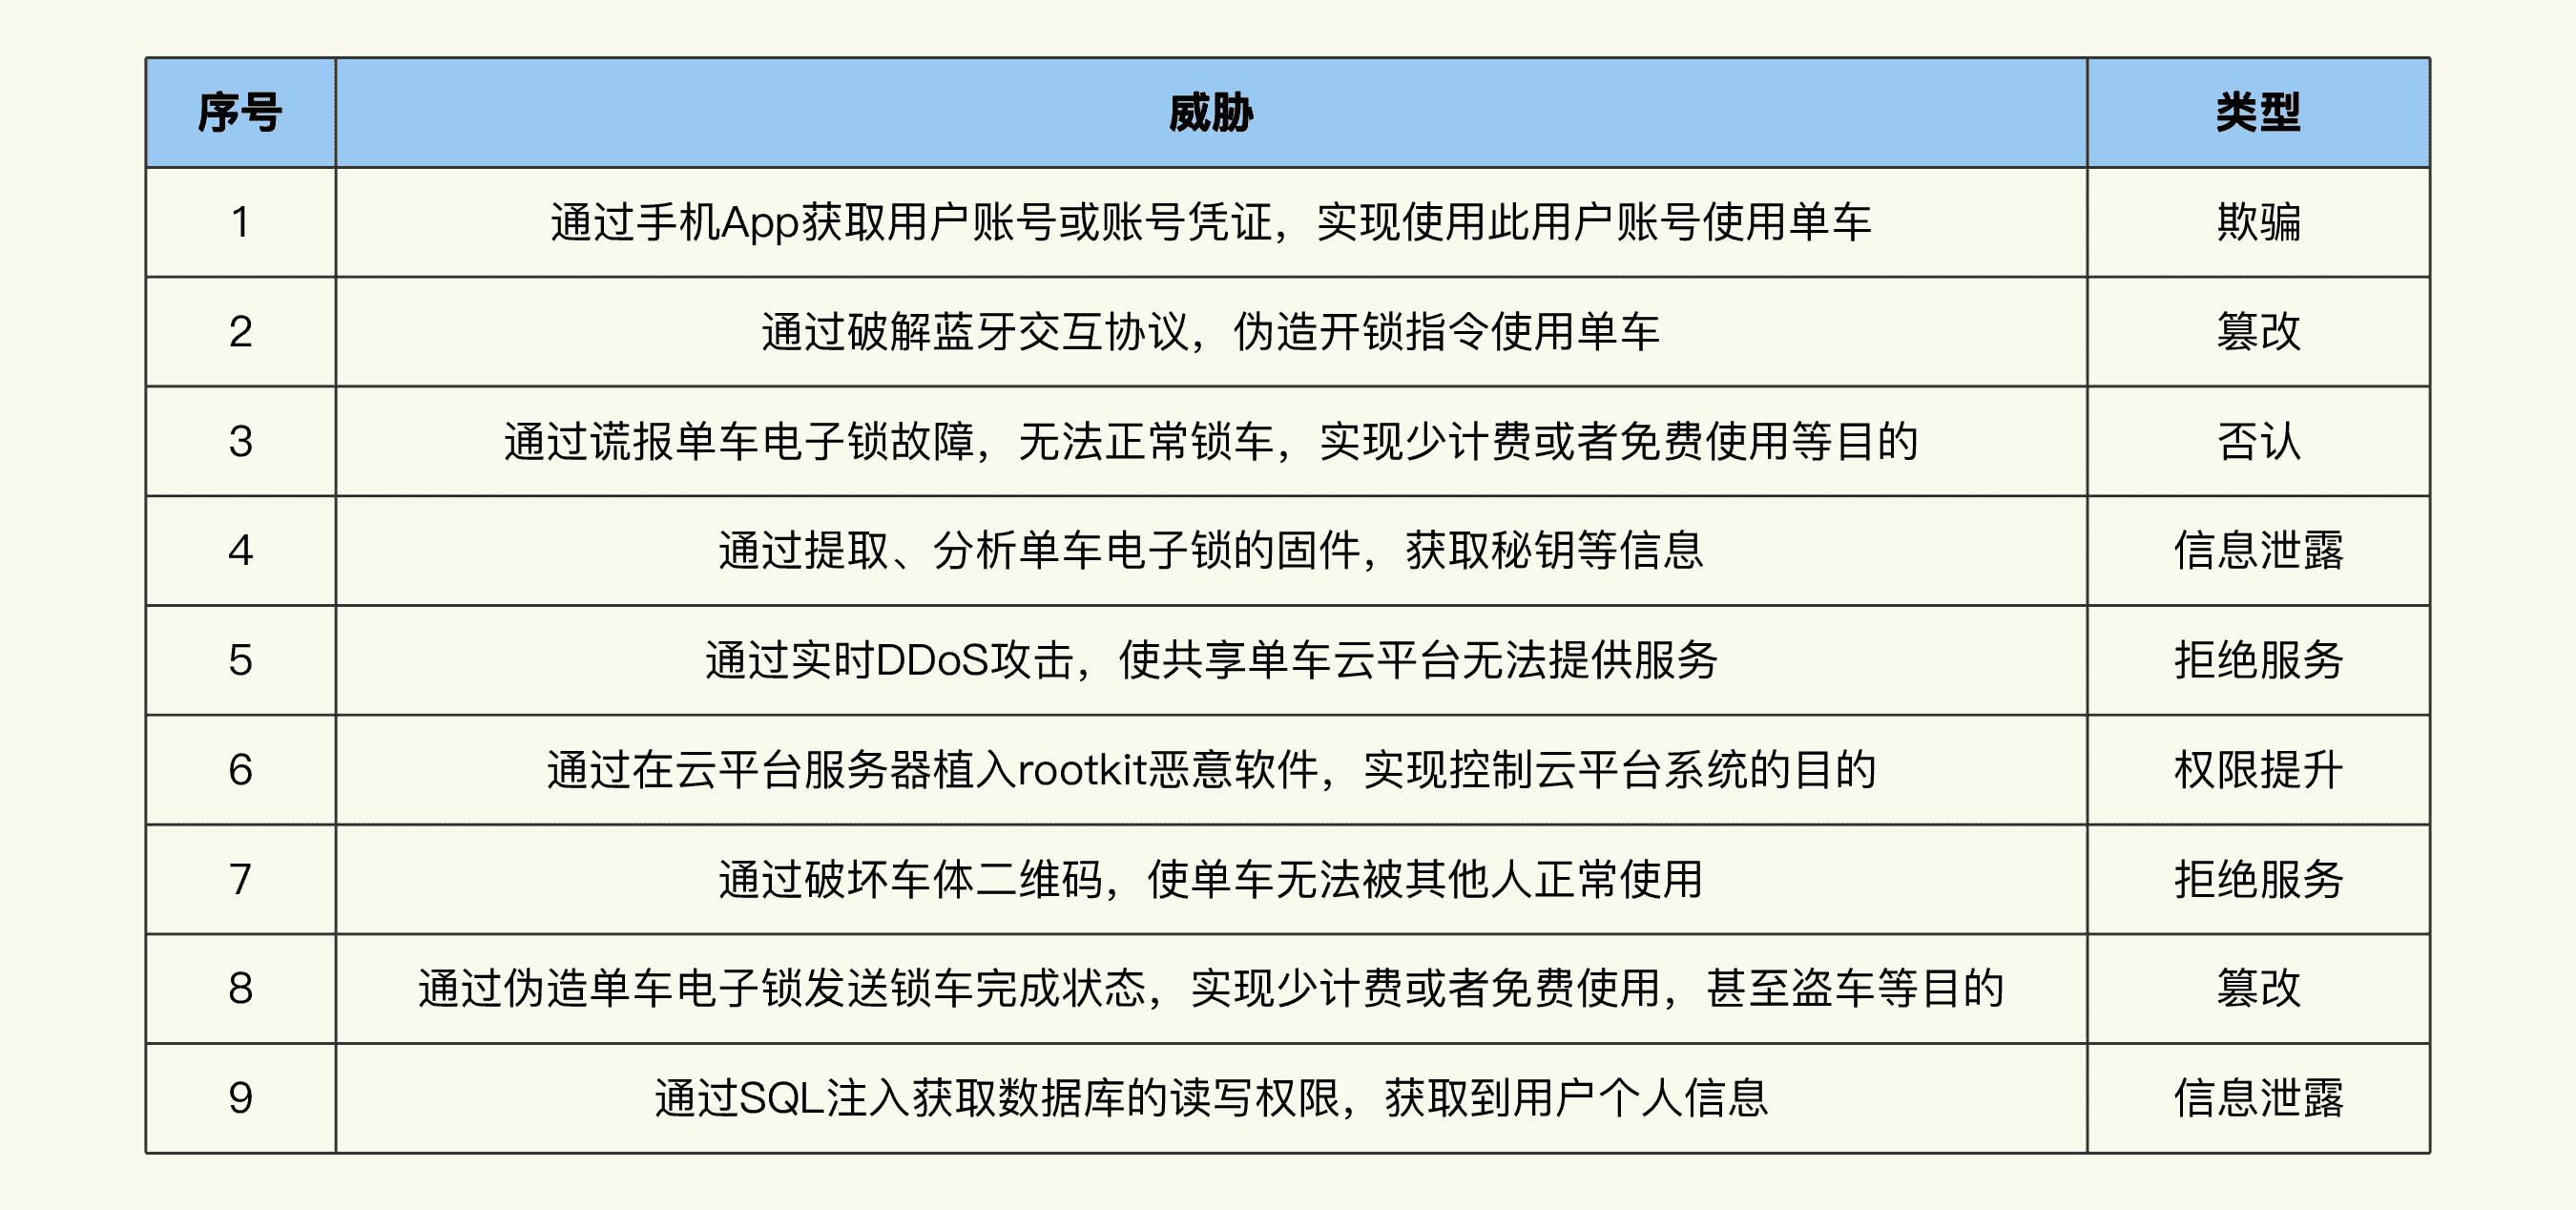 序号 威胁 类型
1 通过手机App获取用户账号或账号凭证，实现使用此用户账号使用单车 欺骗
2 通过破解蓝牙交互协议，伪造开锁指令使用单车 篡改
3 通过谎报单车电子锁故障，无法正常锁车，实现少计费或者免费使用等目的 否认
4 通过提取、分析单车电子锁的固件，获取秘钥等信息 信息泄露
5 通过实时DDoS攻击，使共享单车云平台无法提供服务 拒绝服务
6 通过在云平台服务器植入rootkit恶意软件，实现控制云平台系统的目的 权限提升
7 通过破坏车体二维码，使单车无法被其他人正常使用 拒绝服务
8 通过伪造单车电子锁发送锁车完成状态，实现少计费或者免费使用，甚至盗车等目的 篡改
9 通过SQL注入获取数据库的读写权限，获取到用户个人信息 信息泄露